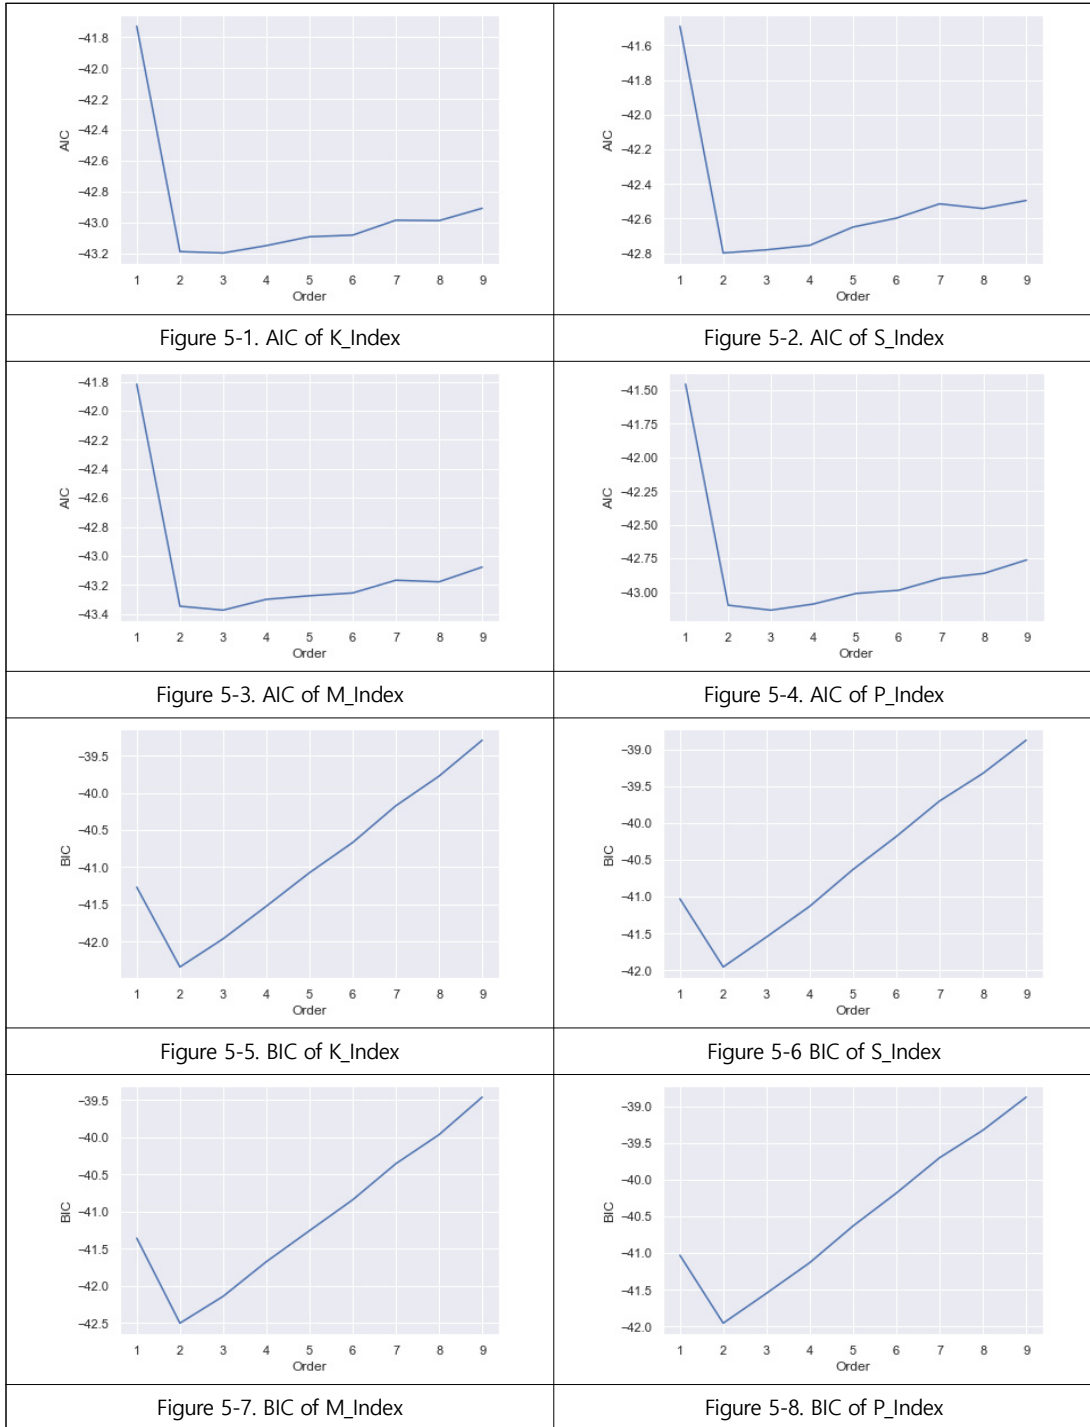 −41.8
−42.0
−42.2
−42.4
−42.6
−42.8
−43.0
−43.2
AIC
1 2 3 4 5 6 7 8 9
Order
−41.6
−41.8
−42.0
−42.2
−42.4
−42.6
−42.8
AIC
1 2 3 4 5 6 7 8 9
Order
Figure 5-1. AIC of K_Index
Figure 5-2. AIC of S_Index
−41.8
−42.0
−42.2
−42.4
−42.6
−42.8
−43.0
−43.2
−43.4
AIC
1 2 3 4 5 6 7 8 9
Order
−41.50
−41.75
−42.00
−42.25
−42.50
−42.75
−43.00
AIC
1 2 3 4 5 6 7 8 9
Order
Figure 5-3. AIC of M_Index
Figure 5-4. AIC of P_Index
−39.5
−40.0
−40.5
−41.0
−41.5
−42.0
BIC
1 2 3 4 5 6 7 8 9
Order
−39.0
−39.5
−40.0
−40.5
−41.0
−41.5
−42.0
BIC
1 2 3 4 5 6 7 8 9
Order
Figure 5-5. BIC of K_Index
Figure 5-6 BIC of S_Index
−39.5
−40.0
−40.5
−41.0
−41.5
−42.0
−42.5
BIC
1 2 3 4 5 6 7 8 9
Order
−39.0
−39.5
−40.0
−40.5
−41.0
−41.5
−42.0
BIC
1 2 3 4 5 6 7 8 9
Order
Figure 5-7. BIC of M_Index
Figure 5-8. BIC of P_Index